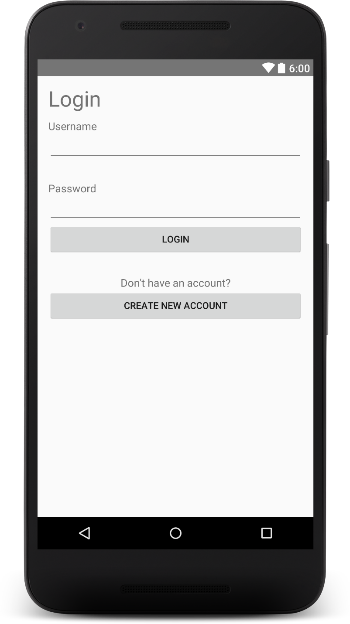 6:00
Login
Username
Password
LOGIN
Don't have an account?
CREATE NEW ACCOUNT